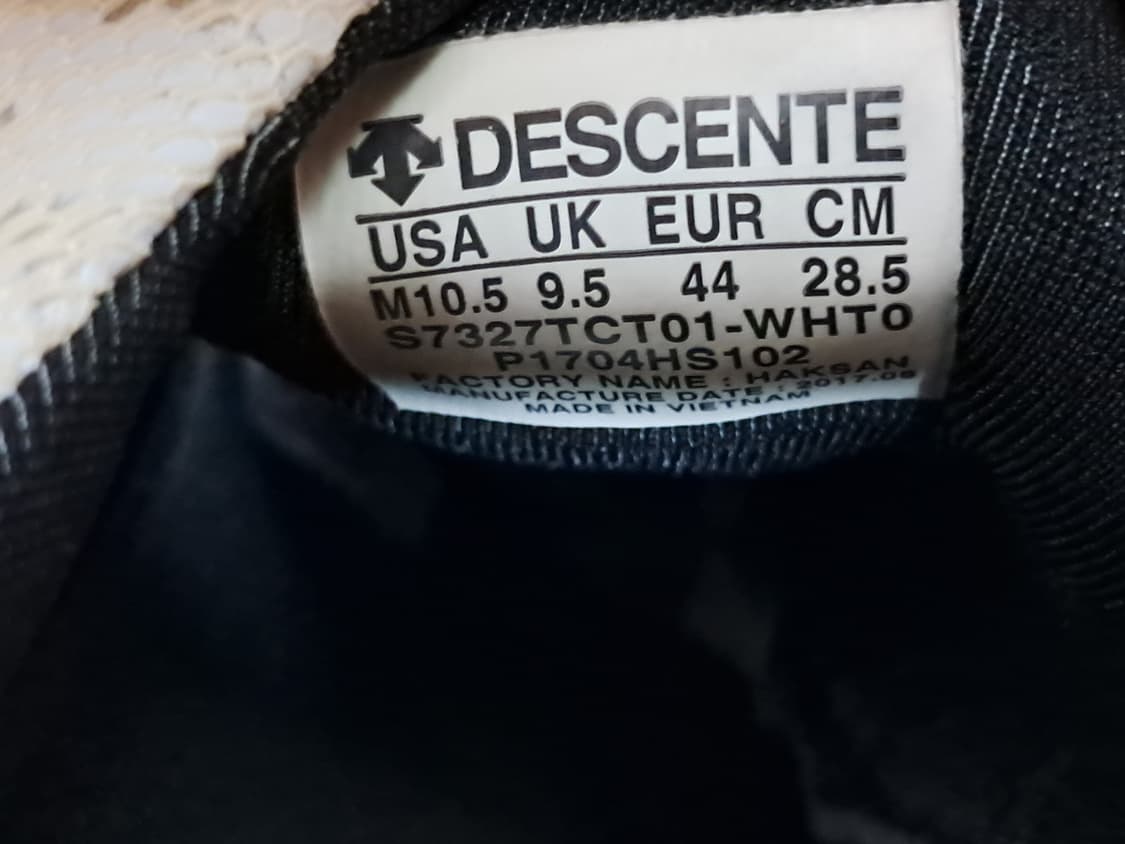 DESCENTE
USA UK EUR CM
M10.5 9.5 44 28.5
S7327TCT01-WHT0
P1704HS102
FACTORY NAME : HAKSAN
MANUFACTURE DATE : 2017.08
MADE IN VIETNAM